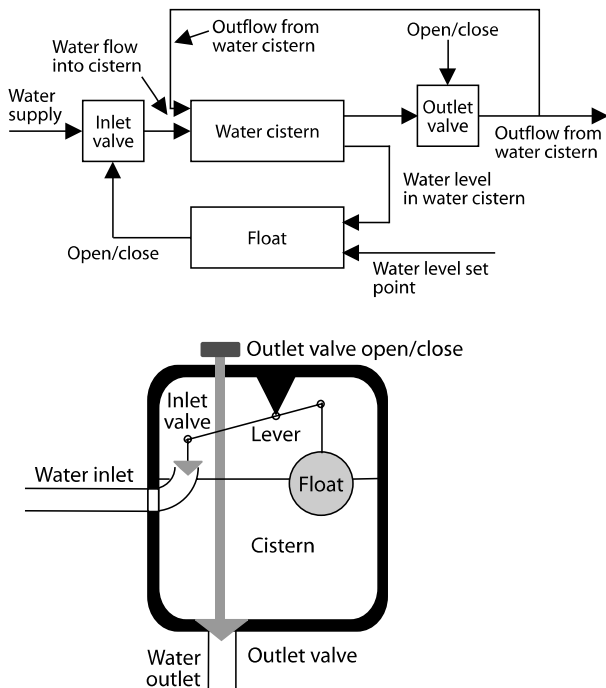 Outflow from
water cistern
Water flow
into cistern
Open/close
Water
supply
Inlet
valve
Water cistern
Outlet
valve
Outflow from
water cistern
Water level
in water cistern
Float
Open/close
Water level set
point
Outlet valve open/close
Inlet
valve
Lever
Water inlet
Float
Cistern
Water
outlet
Outlet valve